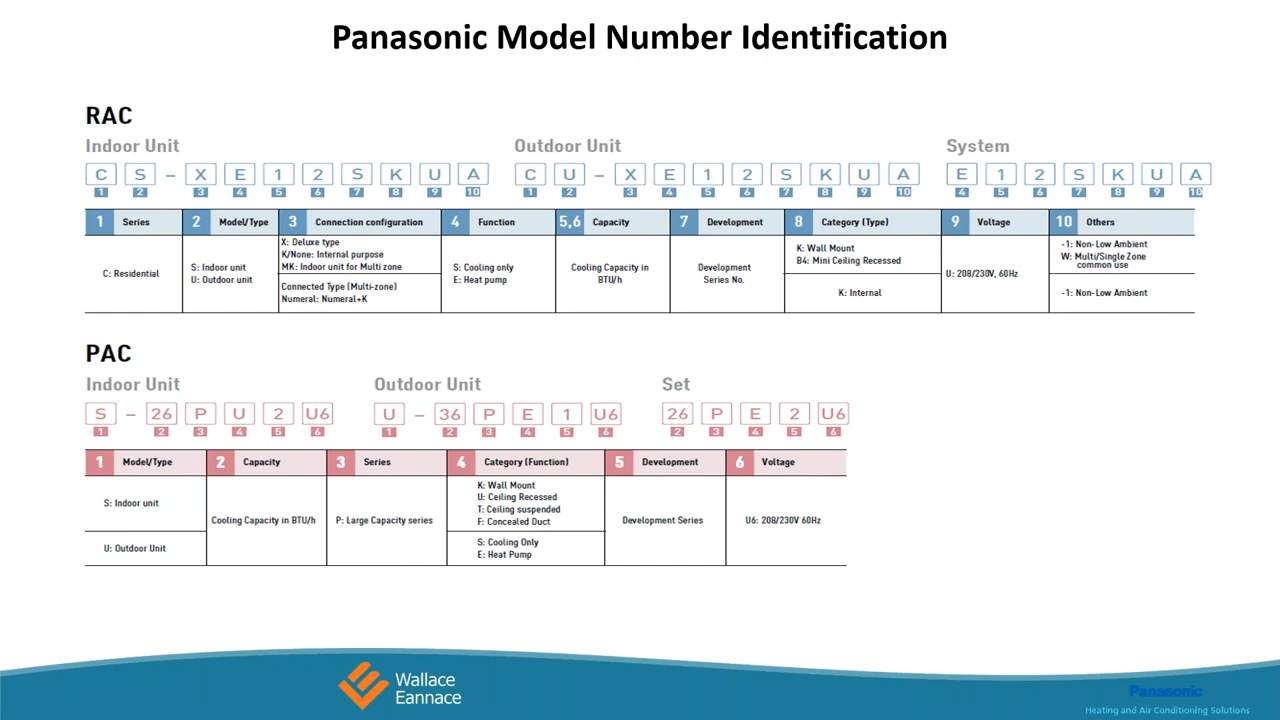 Panasonic Model Number Identification
RAC
Indoor Unit
Outdoor Unit
System
C S - X E 1 2 S K U A
C U - X E 1 2 S K U A
E 1 2 S K U A
1 2 3 4 5 6 7 8 9 10
1 2 3 4 5 6 7 8 9 10
4 5 6 7 8 9 10
1 Series
2 Model/Type
3 Connection configuration
4 Function
5,6 Capacity
7 Development
8 Category (Type)
9 Voltage
10 Others
C: Residential
S: Indoor unit
U: Outdoor unit
X: Deluxe type
K/None: Internal purpose
MK: Indoor unit for Multi zone
Connected Type (Multi-zone)
Numeral: Numeral+K
S: Cooling only
E: Heat pump
Cooling Capacity in
BTU/h
Development
Series No.
K: Wall Mount
B4: Mini Ceiling Recessed
K: Internal
U: 208/230V, 60Hz
-1: Non-Low Ambient
W: Multi/Single Zone
common use
-1: Non-Low Ambient
PAC
Indoor Unit
Outdoor Unit
Set
S - 26 P U 2 U6
U - 36 P E 1 U6
26 P E 2 U6
1 2 3 4 5 6
1 2 3 4 5 6
2 3 4 5 6
1 Model/Type
2 Capacity
3 Series
4 Category (Function)
5 Development
6 Voltage
S: Indoor unit
U: Outdoor Unit
Cooling Capacity in BTU/h
P: Large Capacity series
K: Wall Mount
U: Ceiling Recessed
T: Ceiling suspended
F: Concealed Duct
S: Cooling Only
E: Heat Pump
Development Series
U6: 208/230V 60Hz
Wallace
Eannace
Panasonic
Heating and Air Conditioning Solutions